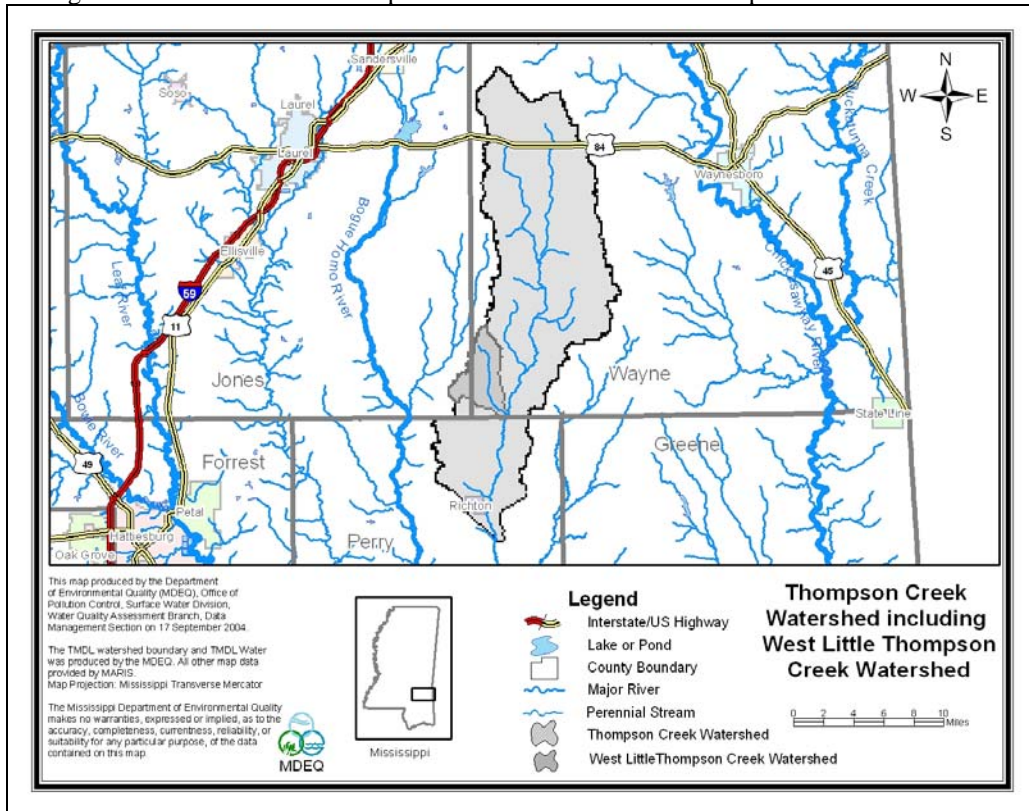 Sandersville
Soso
Laurel
Laurel
84
Waynesboro
Buckatunna Creek
N
W E
S
Bogue Homo River
Ellisville
Leaf River
59
11
45
Chickasawhay River
Jones
Wayne
State Line
Bowie River
49
Forrest
Greene
Petal
Richton
Hattiesburg
Oak Grove
Perry
This map produced by the Department
of Environmental Quality (MDEQ), Office of
Pollution Control, Surface Water Division,
Water Quality Assessment Branch, Data
Management Section on 17 September 2004.
The TMDL watershed boundary and TMDL Water
was produced by the MDEQ. All other map data
provided by MARIS.
Map Projection: Mississippi Transverse Mercator
The Mississippi Department of Environmental Quality
makes no warranties, expressed or implied, as to the
accuracy, completeness, currentness, reliability, or
suitability for any particular purpose, of the data
contained on this map.
MDEQ
Mississippi
Legend
Interstate/US Highway
Lake or Pond
County Boundary
Major River
Perennial Stream
Thompson Creek Watershed
West LittleThompson Creek Watershed
Thompson Creek
Watershed including
West Little Thompson
Creek Watershed
0 2 4 6 8 10
Miles